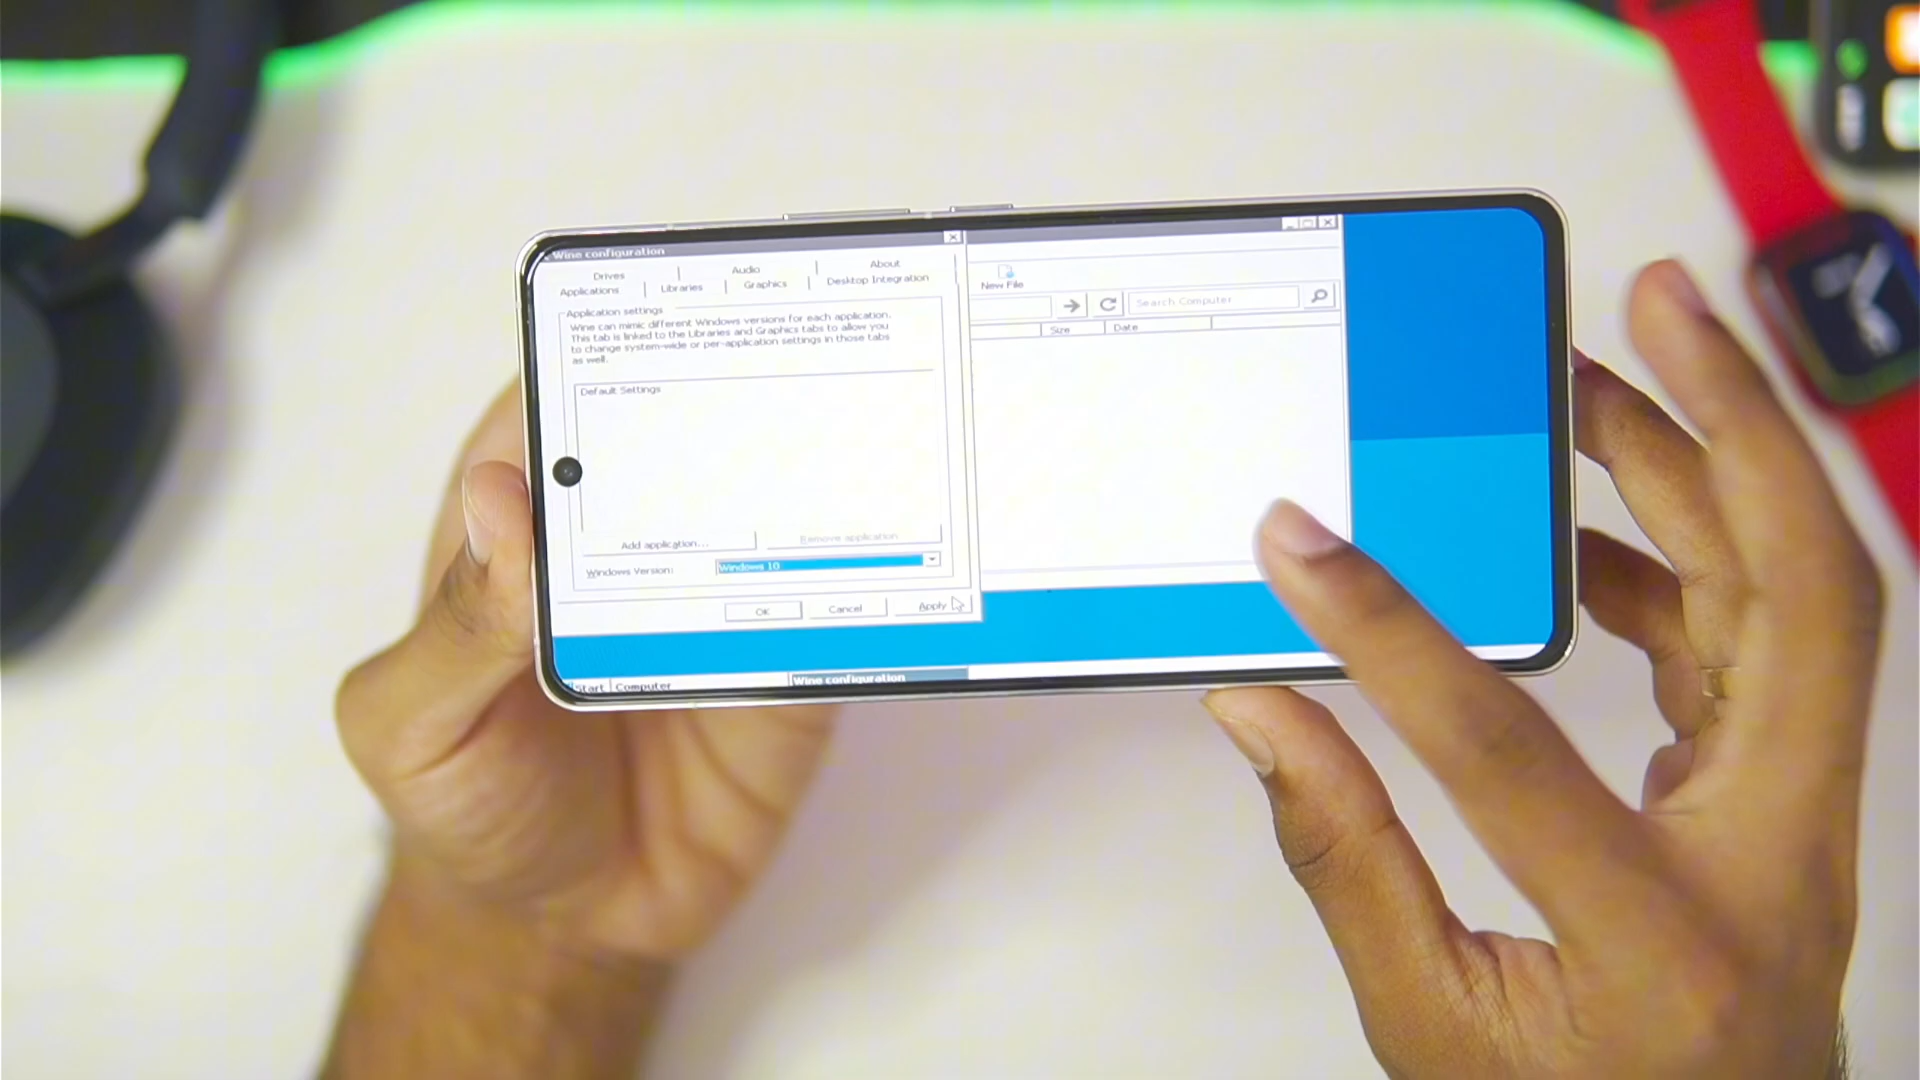 Wine configuration
Drives
Audio
About
Applications
Libraries
Graphics
Desktop Integration
Application settings
Wine can mimic different Windows versions for each application.
This tab is linked to the Libraries and Graphics tabs to allow you
to change system-wide or per-application settings in those tabs
as well.
Default Settings
Add application...
Remove application
Windows Version:
Windows 10
OK
Cancel
Apply
New File
Search Computer
Size
Date
Start
Computer
Wine configuration